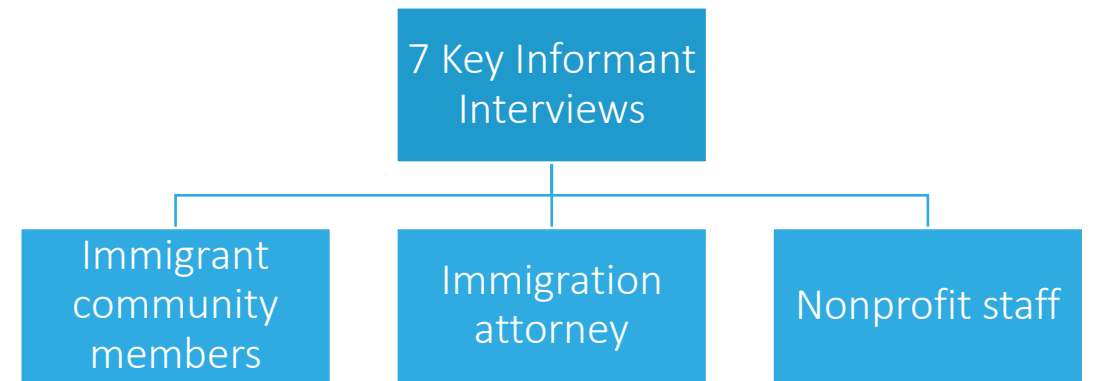 7 Key Informant
Interviews
Immigrant
community
members
Immigration
attorney
Nonprofit staff